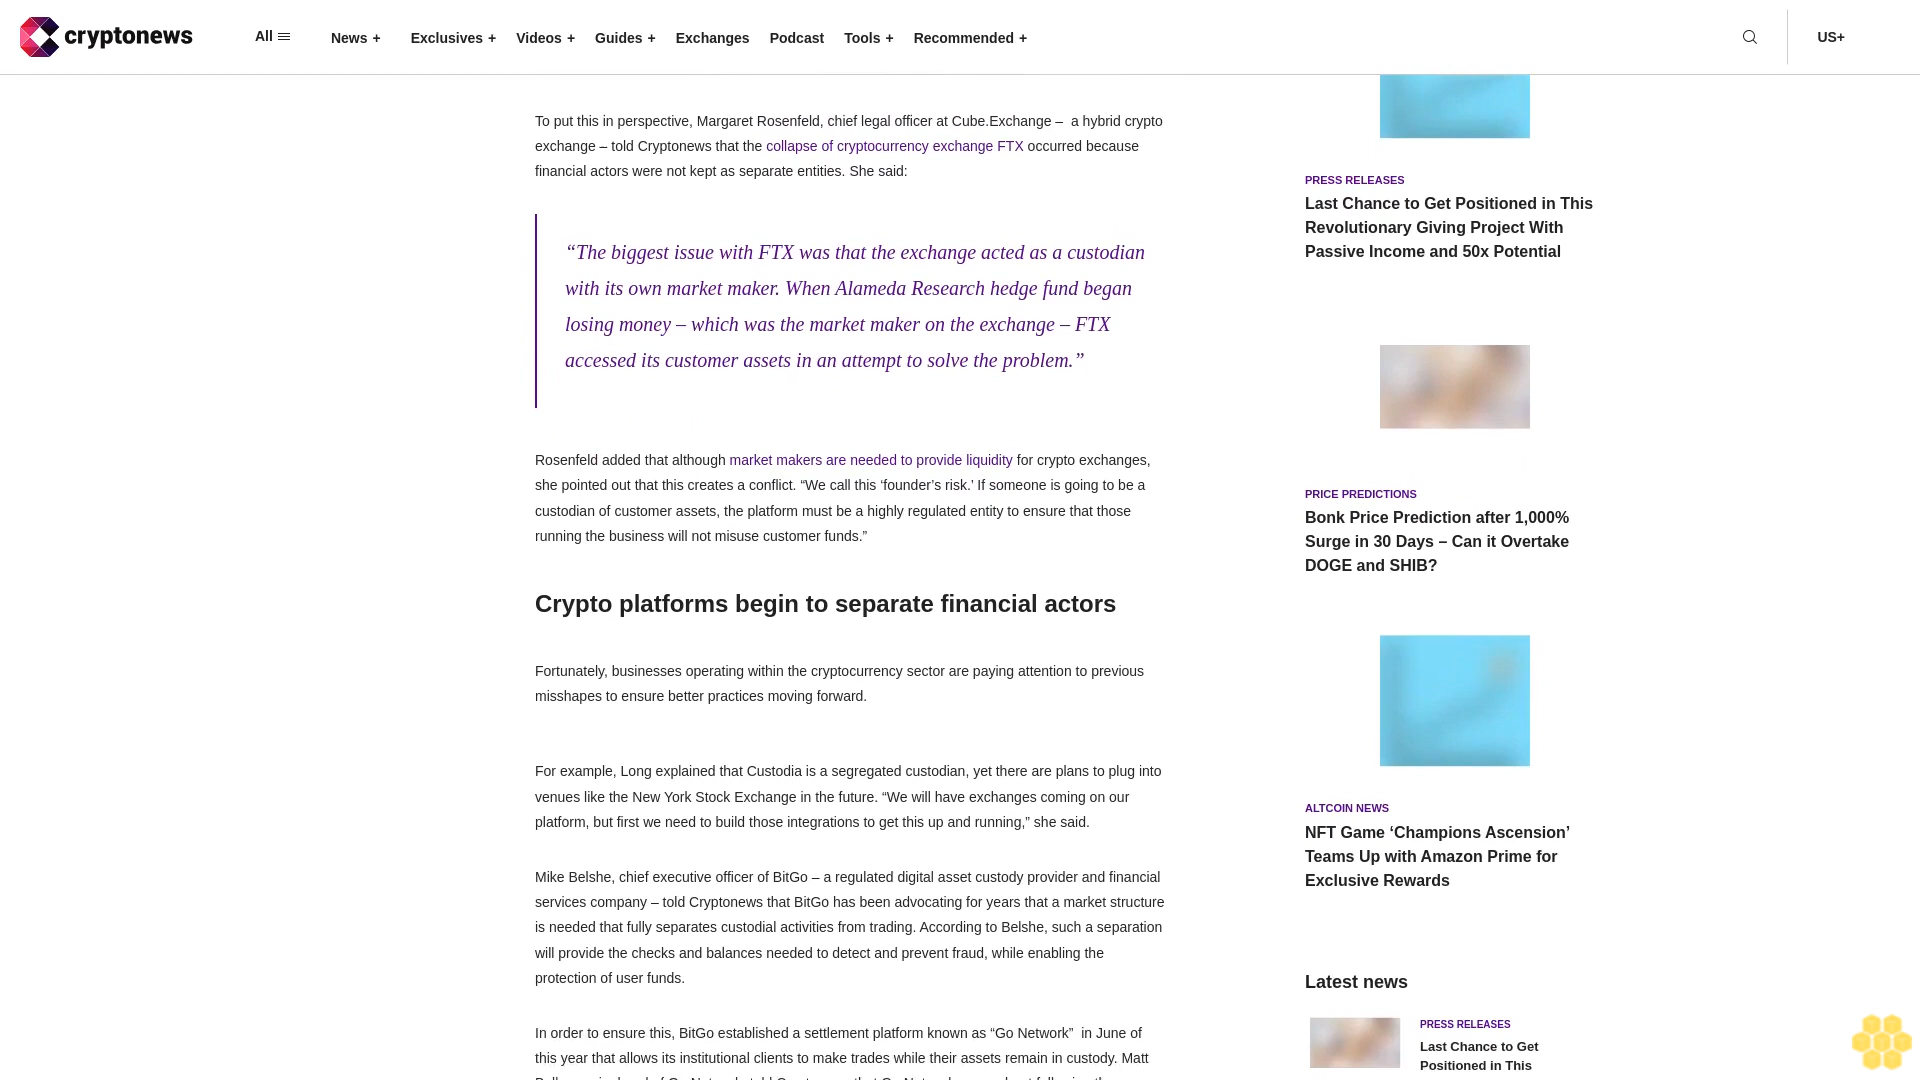 cryptonews
All
News +
Exclusives +
Videos +
Guides +
Exchanges
Podcast
Tools +
Recommended +
US+
To put this in perspective, Margaret Rosenfeld, chief legal officer at Cube.Exchange –  a hybrid crypto
exchange – told Cryptonews that the collapse of cryptocurrency exchange FTX occurred because
financial actors were not kept as separate entities. She said:
“The biggest issue with FTX was that the exchange acted as a custodian
with its own market maker. When Alameda Research hedge fund began
losing money – which was the market maker on the exchange – FTX
accessed its customer assets in an attempt to solve the problem.”
Rosenfeld added that although market makers are needed to provide liquidity for crypto exchanges,
she pointed out that this creates a conflict. “We call this ‘founder’s risk.’ If someone is going to be a
custodian of customer assets, the platform must be a highly regulated entity to ensure that those
running the business will not misuse customer funds.”
Crypto platforms begin to separate financial actors
Fortunately, businesses operating within the cryptocurrency sector are paying attention to previous
misshapes to ensure better practices moving forward.
For example, Long explained that Custodia is a segregated custodian, yet there are plans to plug into
venues like the New York Stock Exchange in the future. “We will have exchanges coming on our
platform, but first we need to build those integrations to get this up and running,” she said.
Mike Belshe, chief executive officer of BitGo – a regulated digital asset custody provider and financial
services company – told Cryptonews that BitGo has been advocating for years that a market structure
is needed that fully separates custodial activities from trading. According to Belshe, such a separation
will provide the checks and balances needed to detect and prevent fraud, while enabling the
protection of user funds.
In order to ensure this, BitGo established a settlement platform known as “Go Network”  in June of
this year that allows its institutional clients to make trades while their assets remain in custody. Matt
PRESS RELEASES
Last Chance to Get Positioned in This
Revolutionary Giving Project With
Passive Income and 50x Potential
PRICE PREDICTIONS
Bonk Price Prediction after 1,000%
Surge in 30 Days – Can it Overtake
DOGE and SHIB?
ALTCOIN NEWS
NFT Game ‘Champions Ascension’
Teams Up with Amazon Prime for
Exclusive Rewards
Latest news
PRESS RELEASES
Last Chance to Get
Positioned in This